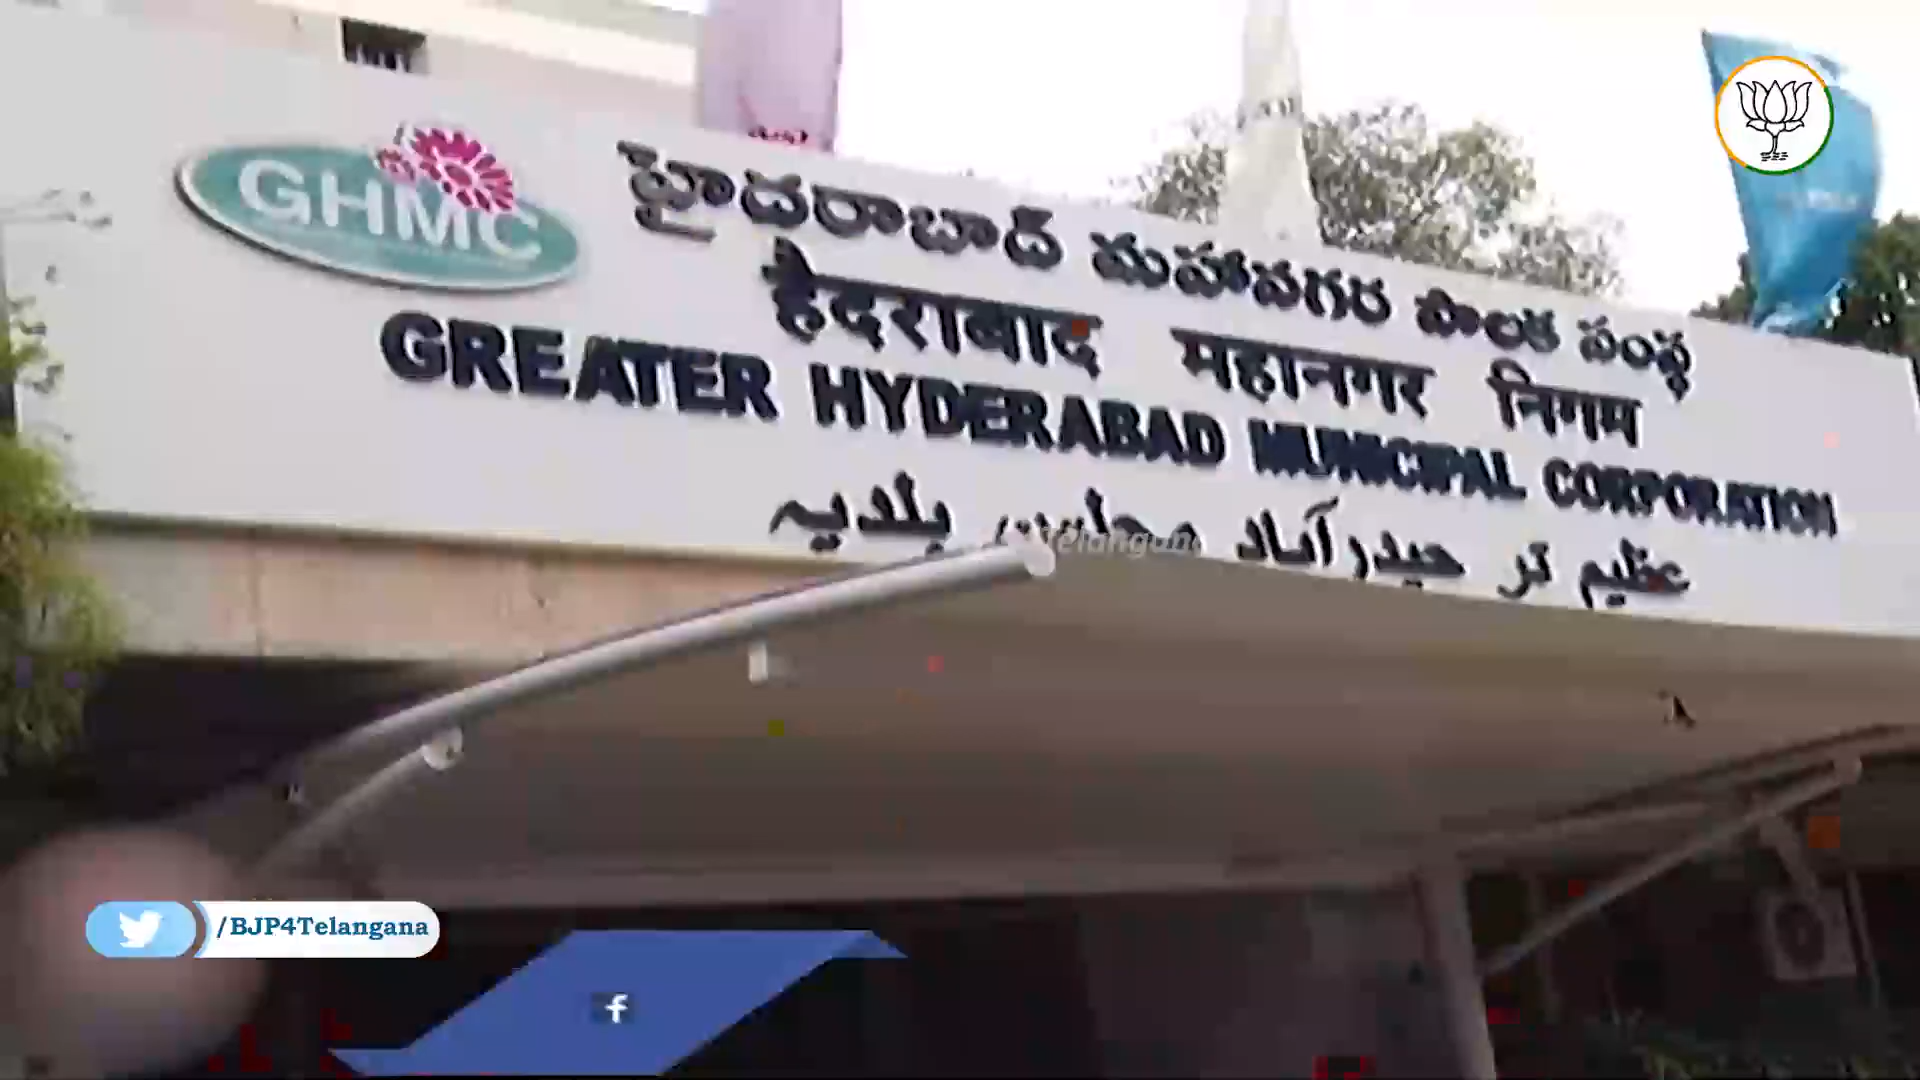 GHMC
హైదరాబాద్ మహానగర పాలక సంస్థ
हैदराबाद महानगर निगम
GREATER HYDERABAD MUNICIPAL CORPORATION
عظیم تر حیدرآباد مجلس بلدیہ
Telangana
/BJP4Telangana
f